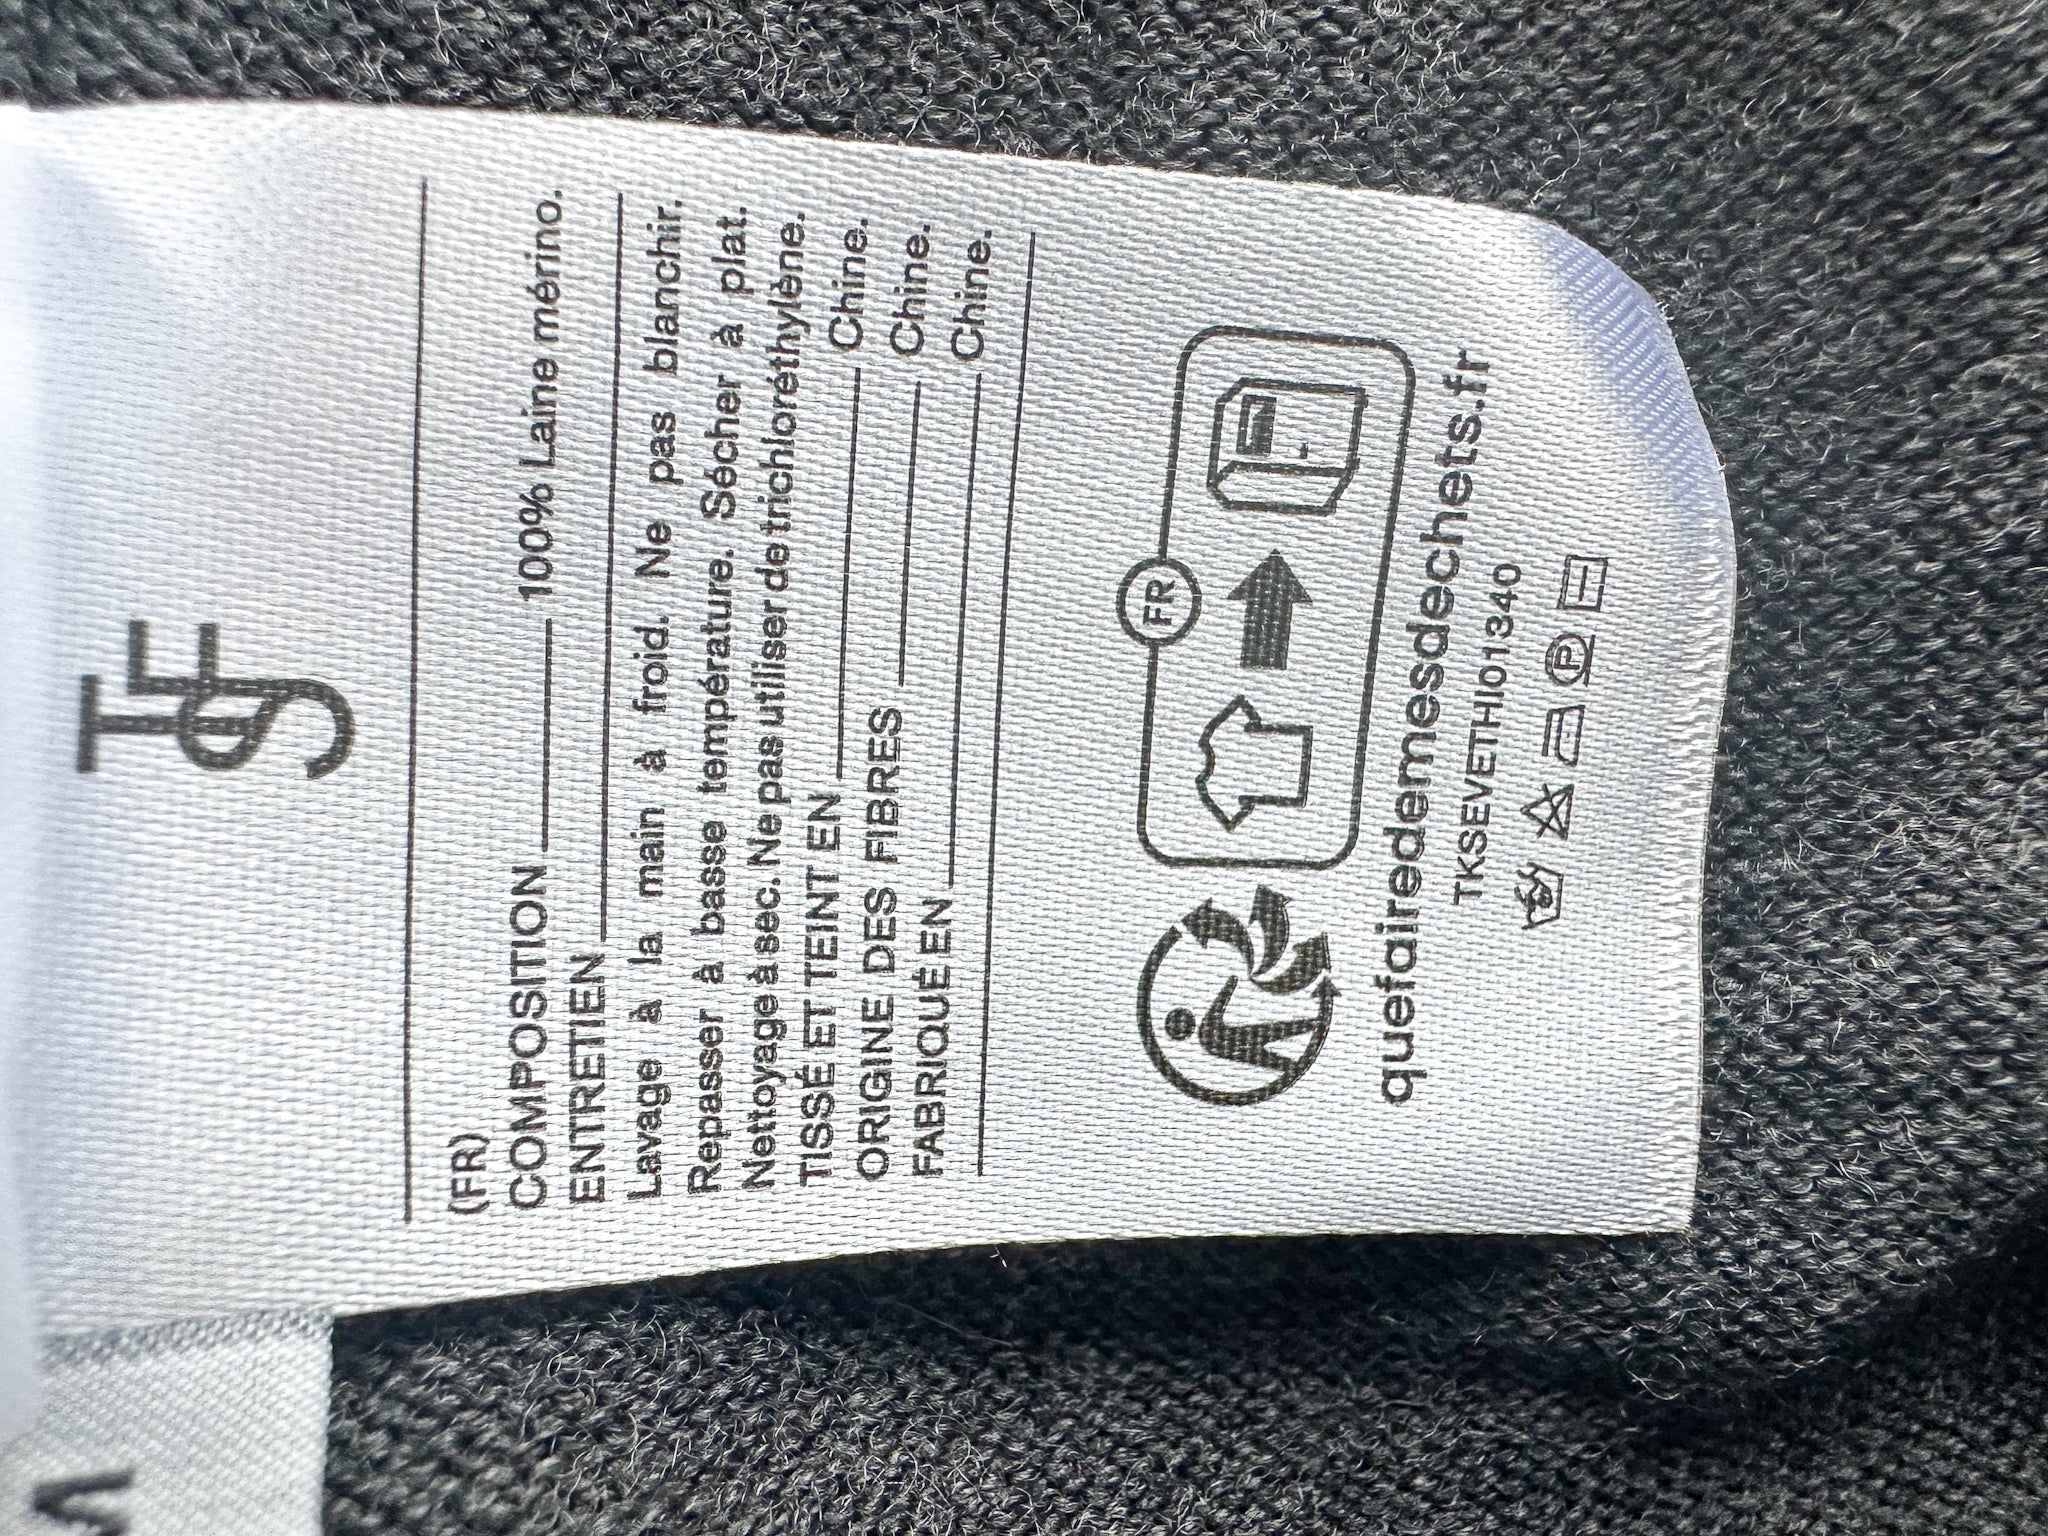 (FR)
COMPOSITION 100% Laine mérino.
ENTRETIEN
Lavage à la main à froid. Ne pas blanchir.
Repasser à basse température. Sécher à plat.
Nettoyage à sec. Ne pas utiliser de trichloréthylène.
TISSÉ ET TEINT EN Chine.
ORIGINE DES FIBRES Chine.
FABRIQUÉ EN Chine.
FR
quefairedemesdechets.fr
TKSEVETHI01340
P